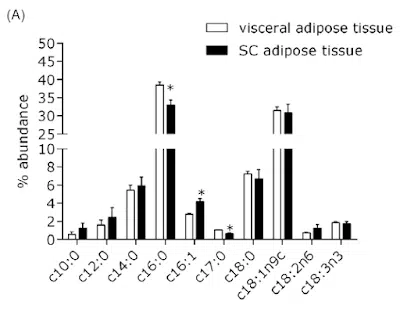 (A)
visceral adipose tissue
SC adipose tissue
% abundance
50
45
40
35
30
25
10
8
6
4
2
0
*
*
*
c10:0
c12:0
c14:0
c16:0
c16:1
c17:0
c18:0
c18:1n9c
c18:2n6
c18:3n3